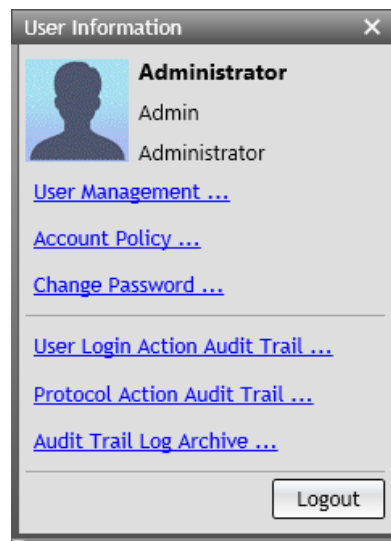 User Information
Administrator
Admin
Administrator
User Management ...
Account Policy ...
Change Password ...
User Login Action Audit Trail ...
Protocol Action Audit Trail ...
Audit Trail Log Archive ...
Logout